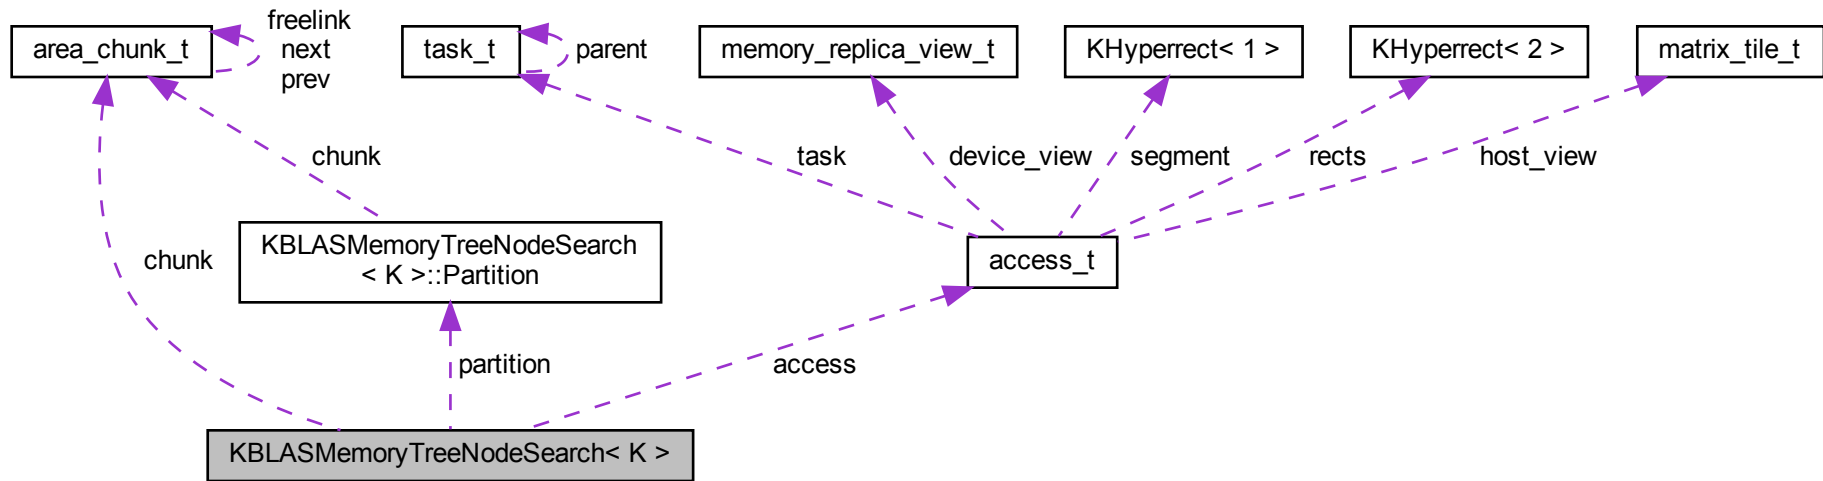 freelink
next
prev
area_chunk_t
task_t
parent
memory_replica_view_t
KHyperrect< 1 >
KHyperrect< 2 >
matrix_tile_t
chunk
task
device_view
segment
rects
host_view
chunk
KBLASMemoryTreeNodeSearch
< K >::Partition
access_t
partition
access
KBLASMemoryTreeNodeSearch< K >